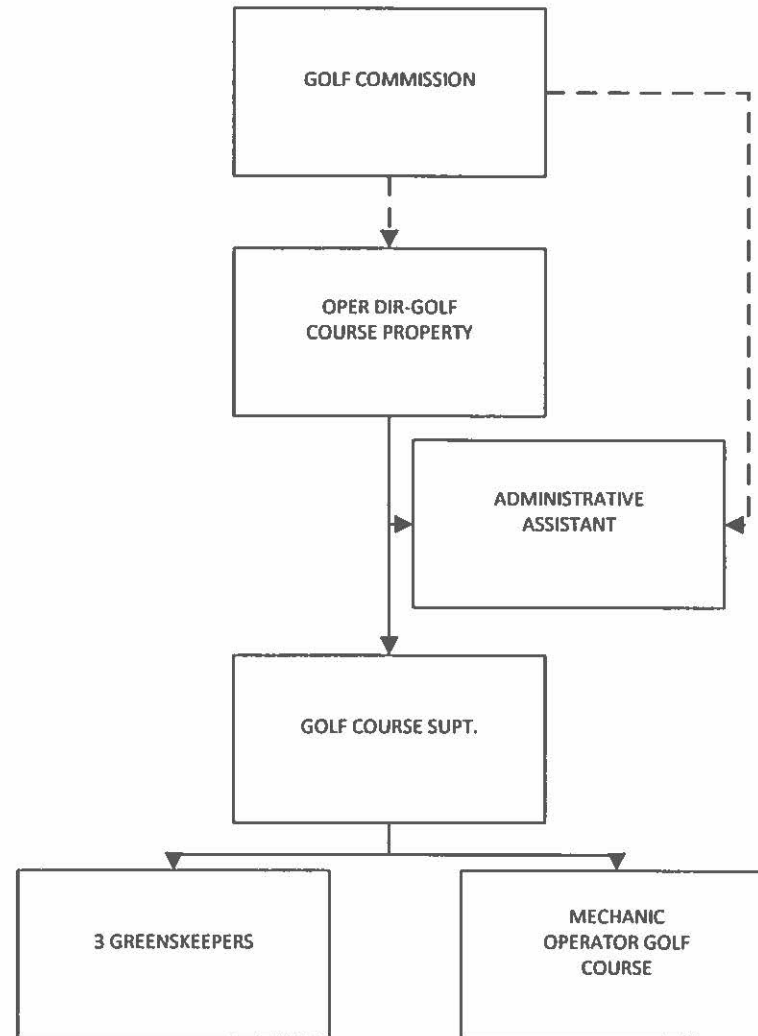 GOLF COMMISSION
OPER DIR-GOLF
COURSE PROPERTY
ADMINISTRATIVE
ASSISTANT
GOLF COURSE SUPT.
3 GREENSKEEPERS
MECHANIC
OPERATOR GOLF
COURSE